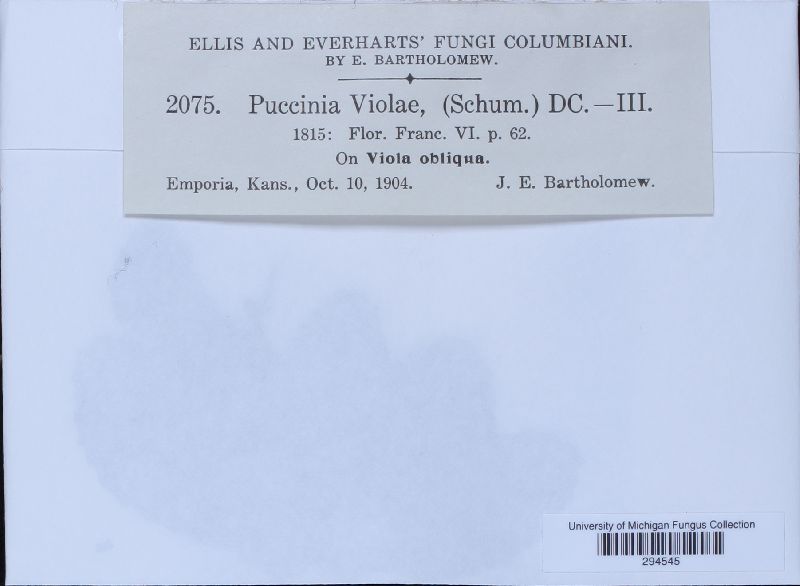 ELLIS AND EVERHARTS' FUNGI COLUMBIANI.
BY E. BARTHOLOMEW.
2075. Puccinia Violae, (Schum.) DC.—III.
1815: Flor. Franc. VI. p. 62.
On Viola obliqua.
Emporia, Kans., Oct. 10, 1904. J. E. Bartholomew.
University of Michigan Fungus Collection
294545